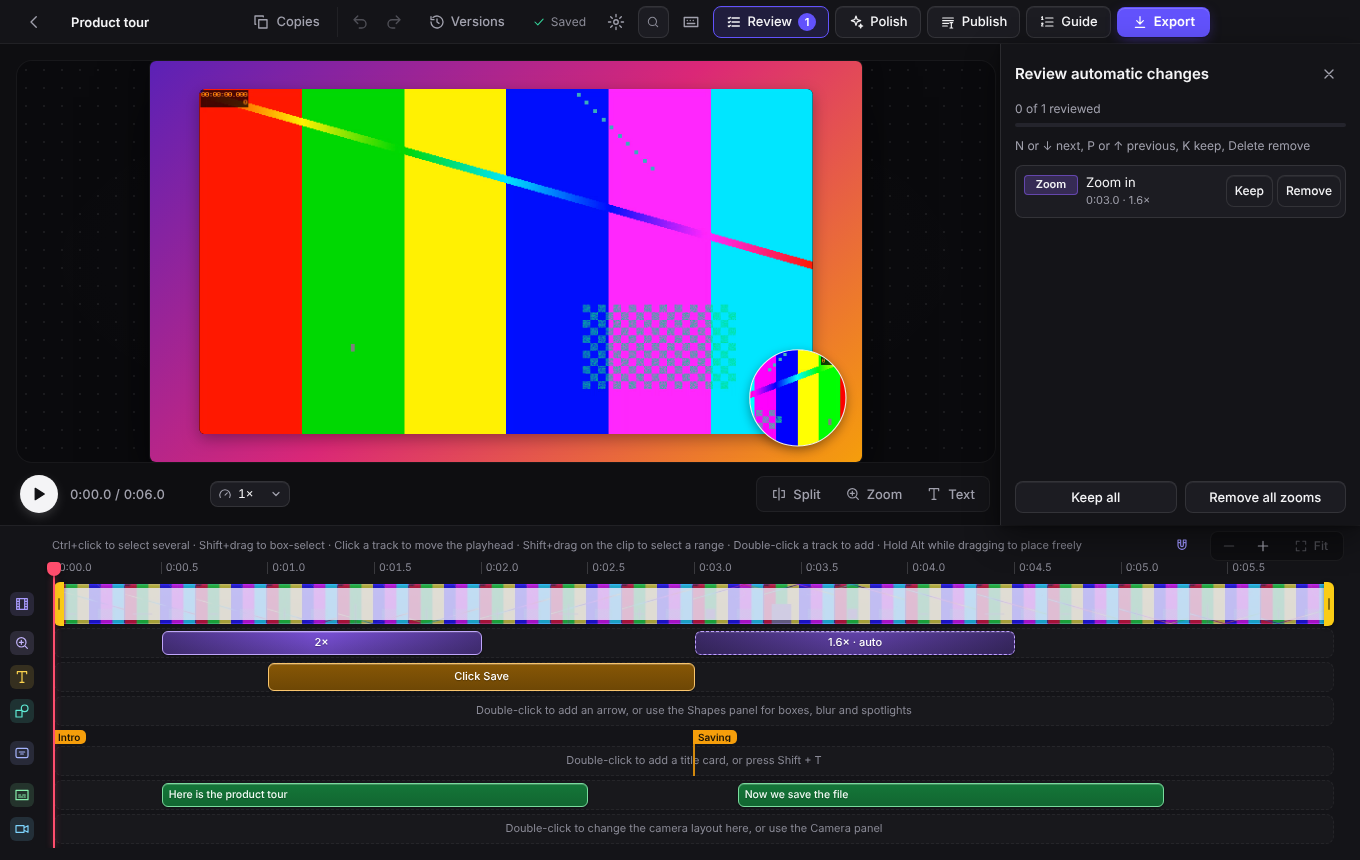 Product tour
Copies
Versions
Saved
Review 1
Polish
Publish
Guide
Export
00:00:00.000
0
Review automatic changes
0 of 1 reviewed
N or ↓ next, P or ↑ previous, K keep, Delete remove
Zoom
Zoom in
0:03.0 · 1.6×
Keep
Remove
Keep all
Remove all zooms
0:00.0 / 0:06.0
1×
Split
Zoom
Text
Ctrl+click to select several · Shift+drag to box-select · Click a track to move the playhead · Shift+drag on the clip to select a range · Double-click a track to add · Hold Alt while dragging to place freely
Fit
0:00.0 0:00.5 0:01.0 0:01.5 0:02.0 0:02.5 0:03.0 0:03.5 0:04.0 0:04.5 0:05.0 0:05.5
2×
1.6× · auto
Click Save
Double-click to add an arrow, or use the Shapes panel for boxes, blur and spotlights
Intro
Saving
Double-click to add a title card, or press Shift + T
Here is the product tour
Now we save the file
Double-click to change the camera layout here, or use the Camera panel